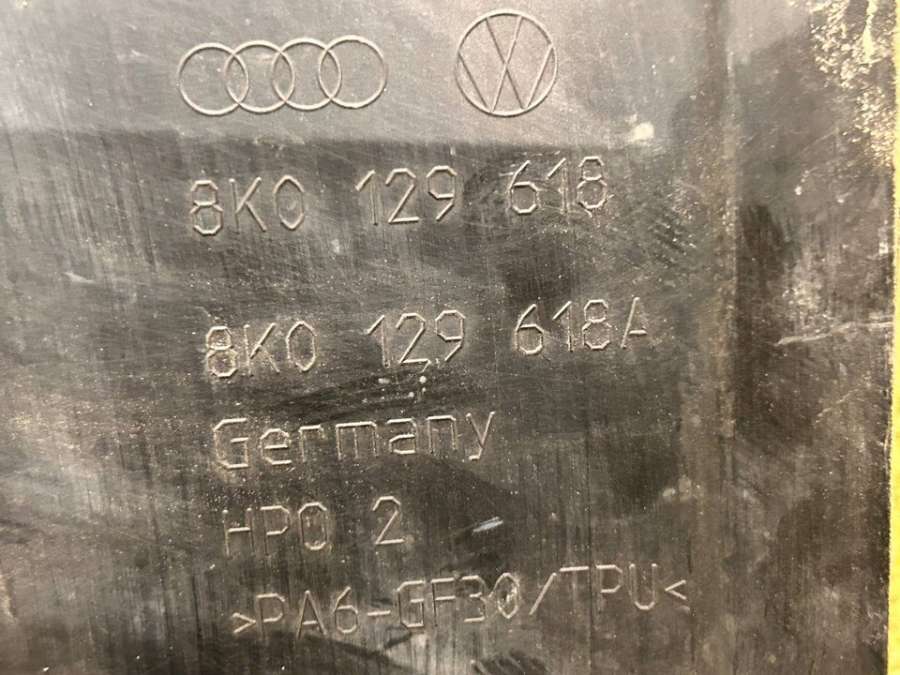 8K0 129 618
8K0 129 618A
Germany
HPO 2
>PA6-GF30/TPU<